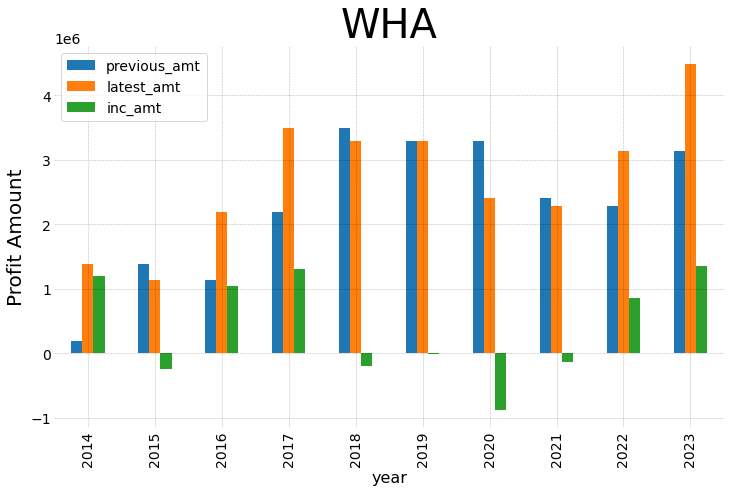 WHA
1e6
previous_amt
latest_amt
inc_amt
4
3
2
1
0
−1
Profit Amount
2014
2015
2016
2017
2018
2019
2020
2021
2022
2023
year